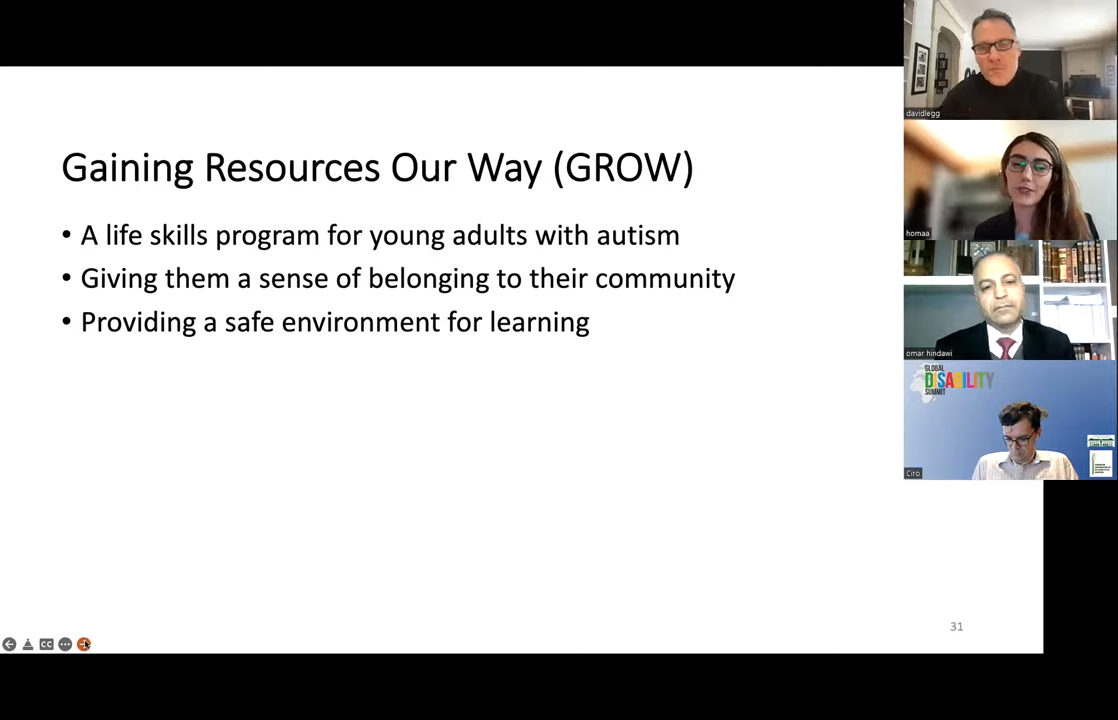 Gaining Resources Our Way (GROW)
• A life skills program for young adults with autism
• Giving them a sense of belonging to their community
• Providing a safe environment for learning
31
CC
davidlegg
homaa
omar hindawi
GLOBAL
DISABILITY
SUMMIT
Ciro